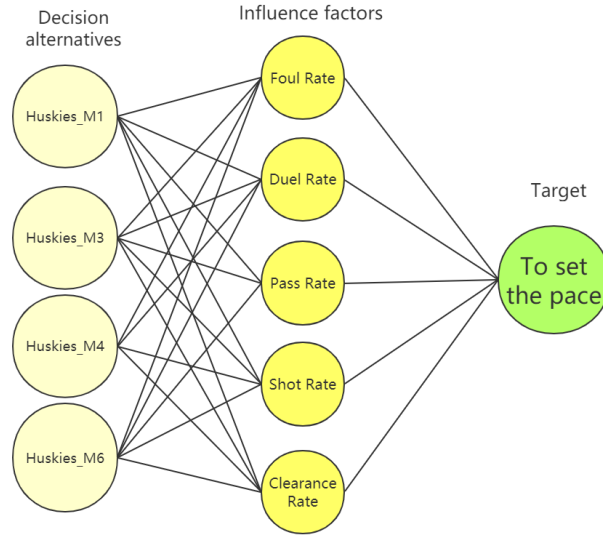 Decision
alternatives
Influence factors
Target
Huskies_M1
Huskies_M3
Huskies_M4
Huskies_M6
Foul Rate
Duel Rate
Pass Rate
Shot Rate
Clearance
Rate
To set
the pace